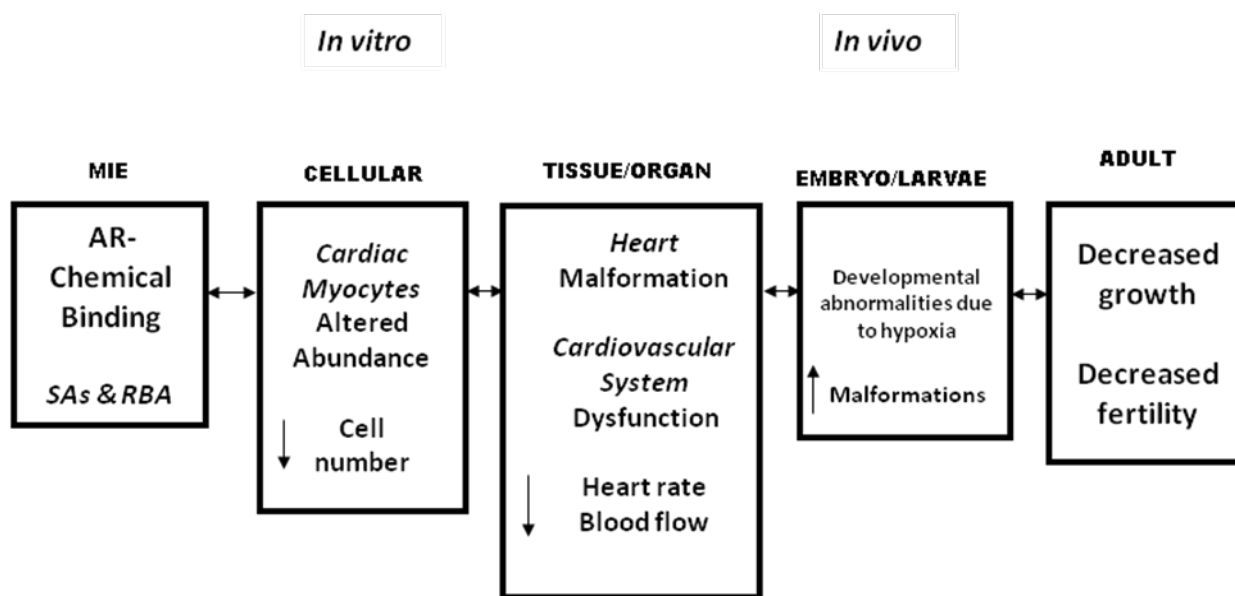 In vitro
In vivo
MIE
AR-
Chemical
Binding
SAs & RBA
CELLULAR
Cardiac
Myocytes
Altered
Abundance
Cell
number
TISSUE/ORGAN
Heart
Malformation
Cardiovascular
System
Dysfunction
Heart rate
Blood flow
EMBRYO/LARVAE
Developmental
abnormalities due
to hypoxia
Malformations
ADULT
Decreased
growth
Decreased
fertility